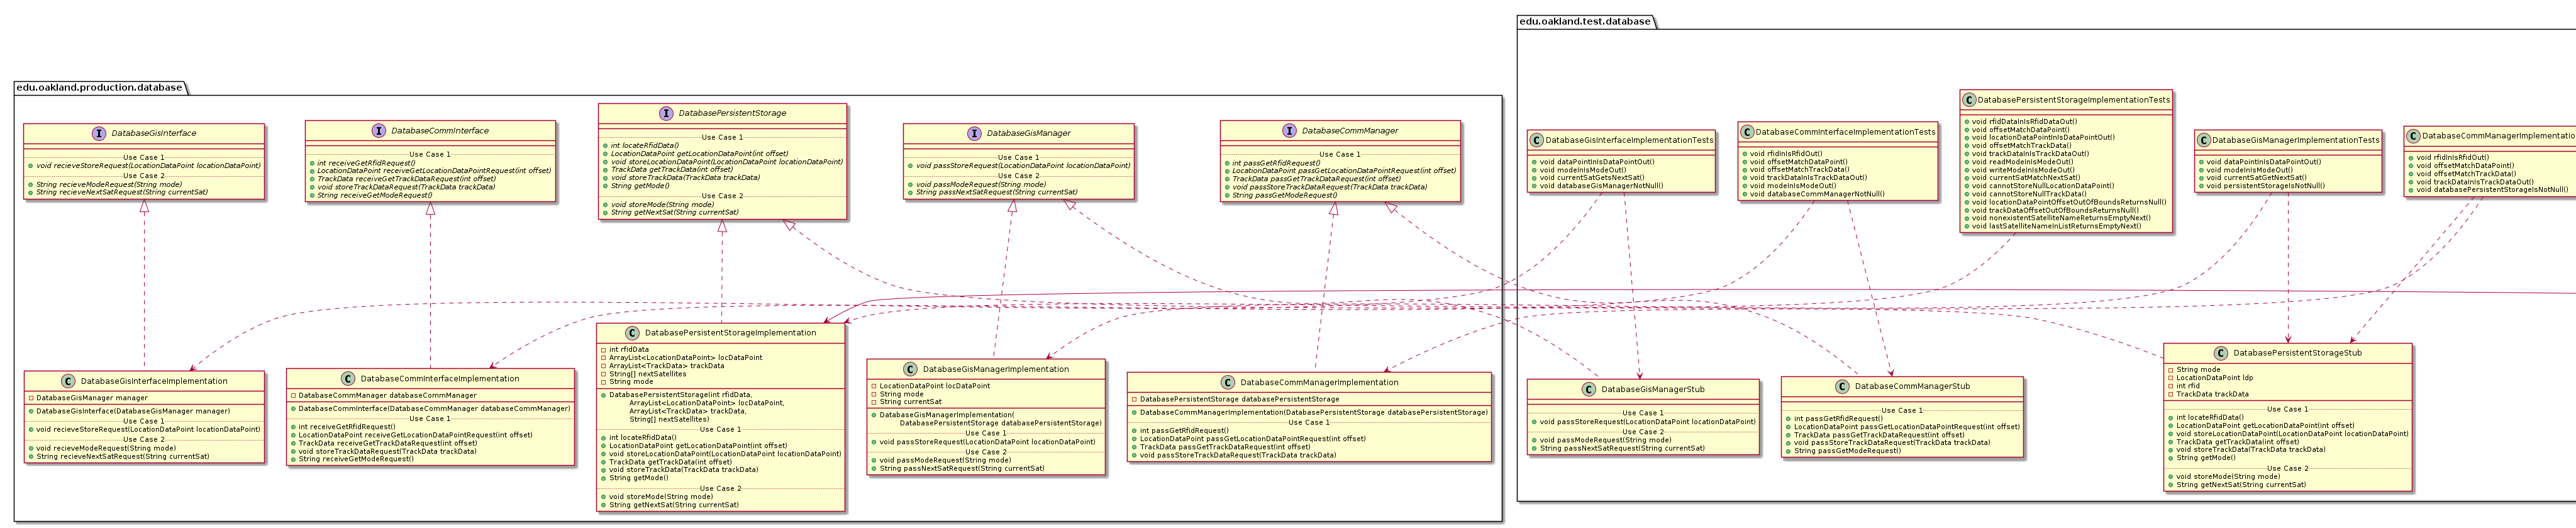 edu.oakland.production.database
DatabaseGisInterface
Use Case 1
void recieveStoreRequest(LocationDataPoint locationDataPoint)
Use Case 2
String recieveModeRequest(String mode)
String recieveNextSatRequest(String currentSat)
DatabaseCommInterface
Use Case 1
int receiveGetRfidRequest()
LocationDataPoint receiveGetLocationDataPointRequest(int offset)
TrackData receiveGetTrackDataRequest(int offset)
void storeTrackDataRequest(TrackData trackData)
String receiveGetModeRequest()
DatabasePersistentStorage
Use Case 1
int locateRfidData()
LocationDataPoint getLocationDataPoint(int offset)
void storeLocationDataPoint(LocationDataPoint locationDataPoint)
TrackData getTrackData(int offset)
void storeTrackData(TrackData trackData)
String getMode()
Use Case 2
void storeMode(String mode)
String getNextSat(String currentSat)
DatabaseGisManager
Use Case 1
void passStoreRequest(LocationDataPoint locationDataPoint)
Use Case 2
void passModeRequest(String mode)
String passNextSatRequest(String currentSat)
DatabaseCommManager
Use Case 1
int passGetRfidRequest()
LocationDataPoint passGetLocationDataPointRequest(int offset)
TrackData passGetTrackDataRequest(int offset)
void passStoreTrackDataRequest(TrackData trackData)
String passGetModeRequest()
DatabaseGisInterfaceImplementation
DatabaseGisManager manager
DatabaseGisInterface(DatabaseGisManager manager)
Use Case 1
void recieveStoreRequest(LocationDataPoint locationDataPoint)
Use Case 2
void recieveModeRequest(String mode)
String recieveNextSatRequest(String currentSat)
DatabaseCommInterfaceImplementation
DatabaseCommManager databaseCommManager
DatabaseCommInterface(DatabaseCommManager databaseCommManager)
Use Case 1
int receiveGetRfidRequest()
LocationDataPoint receiveGetLocationDataPointRequest(int offset)
TrackData receiveGetTrackDataRequest(int offset)
void storeTrackDataRequest(TrackData trackData)
String receiveGetModeRequest()
DatabasePersistentStorageImplementation
int rfidData
ArrayList<LocationDataPoint> locDataPoint
ArrayList<TrackData> trackData
String[] nextSatellites
String mode
DatabasePersistentStorage(int rfidData,
ArrayList<LocationDataPoint> locDataPoint,
ArrayList<TrackData> trackData,
String[] nextSatellites)
Use Case 1
int locateRfidData()
LocationDataPoint getLocationDataPoint(int offset)
void storeLocationDataPoint(LocationDataPoint locationDataPoint)
TrackData getTrackData(int offset)
void storeTrackData(TrackData trackData)
String getMode()
Use Case 2
void storeMode(String mode)
String getNextSat(String currentSat)
DatabaseGisManagerImplementation
LocationDataPoint locDataPoint
String mode
String currentSat
DatabaseGisManagerImplementation(
DatabasePersistentStorage databasePersistentStorage)
Use Case 1
void passStoreRequest(LocationDataPoint locationDataPoint)
Use Case 2
void passModeRequest(String mode)
String passNextSatRequest(String currentSat)
DatabaseCommManagerImplementation
DatabasePersistentStorage databasePersistentStorage
DatabaseCommManagerImplementation(DatabasePersistentStorage databasePersistentStorage)
Use Case 1
int passGetRfidRequest()
LocationDataPoint passGetLocationDataPointRequest(int offset)
TrackData passGetTrackDataRequest(int offset)
void passStoreTrackDataRequest(TrackData trackData)
edu.oakland.test.database
DatabaseGisInterfaceImplementationTests
void dataPointInIsDataPointOut()
void modeInIsModeOut()
void currentSatGetsNextSat()
void databaseGisManagerNotNull()
DatabaseCommInterfaceImplementationTests
void rfidInIsRfidOut()
void offsetMatchDataPoint()
void offsetMatchTrackData()
void trackDataInIsTrackkdataOut()
void modeInIsModeOut()
void databaseCommManagerNotNull()
DatabasePersistentStorageImplementationTests
void rfidDataInIsRfidDataOut()
void offsetMatchDataPoint()
void locationDataPointInIsDataPointOut()
void offsetMatchTrackData()
void trackDataInIsTrackDataOut()
void readModeInIsModeOut()
void writeModeInIsModeOut()
void currentSatMatchNextSat()
void cannotStoreNullLocationDataPoint()
void cannotStoreNullTrackData()
void locationDataPointOffsetOutOfBoundsReturnsNull()
void trackDataOffsetOutOfBoundsReturnsNull()
void nonexistentSatelliteNameReturnsEmptyNext()
void lastSatelliteNameInListReturnsEmptyNext()
DatabaseGisManagerImplementationTests
void dataPointInIsDataPointOut()
void modeInIsModeOut()
void currentSatGetNextSat()
void persistentStorageIsNotNull()
DatabaseCommManagerImplementa
void rfidInIsRfidOut()
void offsetMatchDataPoint()
void offsetMatchTrackData()
void trackDataInIsTrackDataOut()
void databasePersistentStorageIsNotNull()
DatabaseGisManagerStub
Use Case 1
void passStoreRequest(LocationDataPoint locationDataPoint)
Use Case 2
void passModeRequest(String mode)
String passNextSatRequest(String currentSat)
DatabaseCommManagerStub
Use Case 1
int passGetRfidRequest()
LocationDataPoint passGetLocationDataPointRequest(int offset)
TrackData passGetTrackDataRequest(int offset)
void passStoreTrackDataRequest(TrackData trackData)
String passGetModeRequest()
DatabasePersistentStorageStub
String mode
LocationDataPoint ldp
int rfid
TrackData trackData
Use Case 1
int locateRfidData()
LocationDataPoint getLocationDataPoint(int offset)
void storeLocationDataPoint(LocationDataPoint locationDataPoint)
TrackData getTrackData(int offset)
void storeTrackData(TrackData trackData)
String getMode()
Use Case 2
void storeMode(String mode)
String getNextSat(String currentSat)